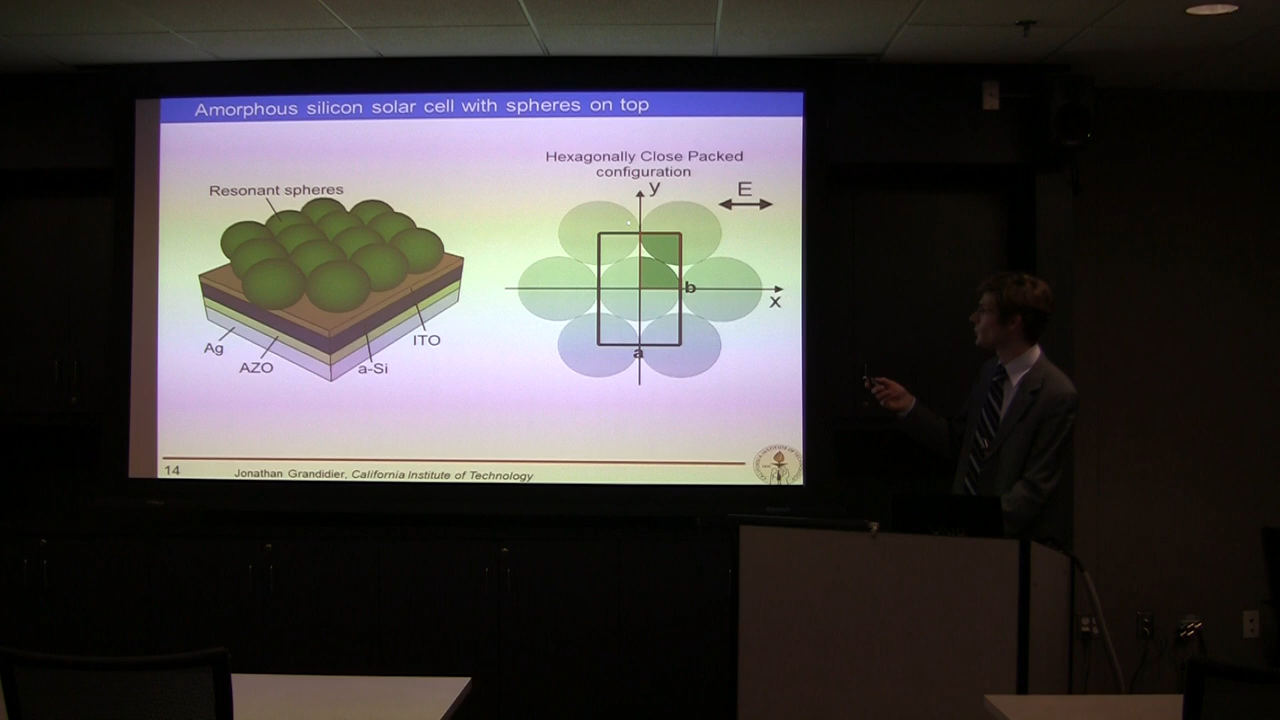 Amorphous silicon solar cell with spheres on top
Hexagonally Close Packed
configuration
Resonant spheres
y
E
b
x
a
Ag
AZO
a-Si
ITO
14
Jonathan Grandidier, California Institute of Technology